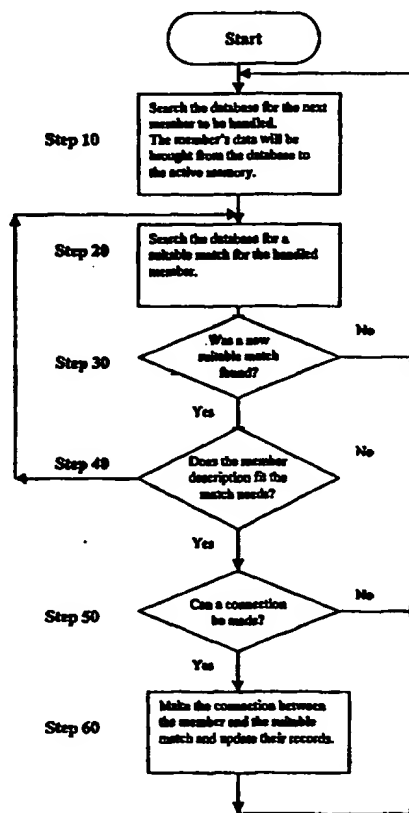 Start
Search the database for the next
member to be handled.
The member's data will be
brought from the database to
the active memory.
Step 10
Search the database for a
suitable match for the handled
member.
Step 20
Was a new
suitable match
found?
No
Step 30
Yes
Does the member
description fit the
match needs?
No
Step 40
Yes
Can a connection
be made?
No
Step 50
Yes
Make the connection between
the member and the suitable
match and update their records.
Step 60